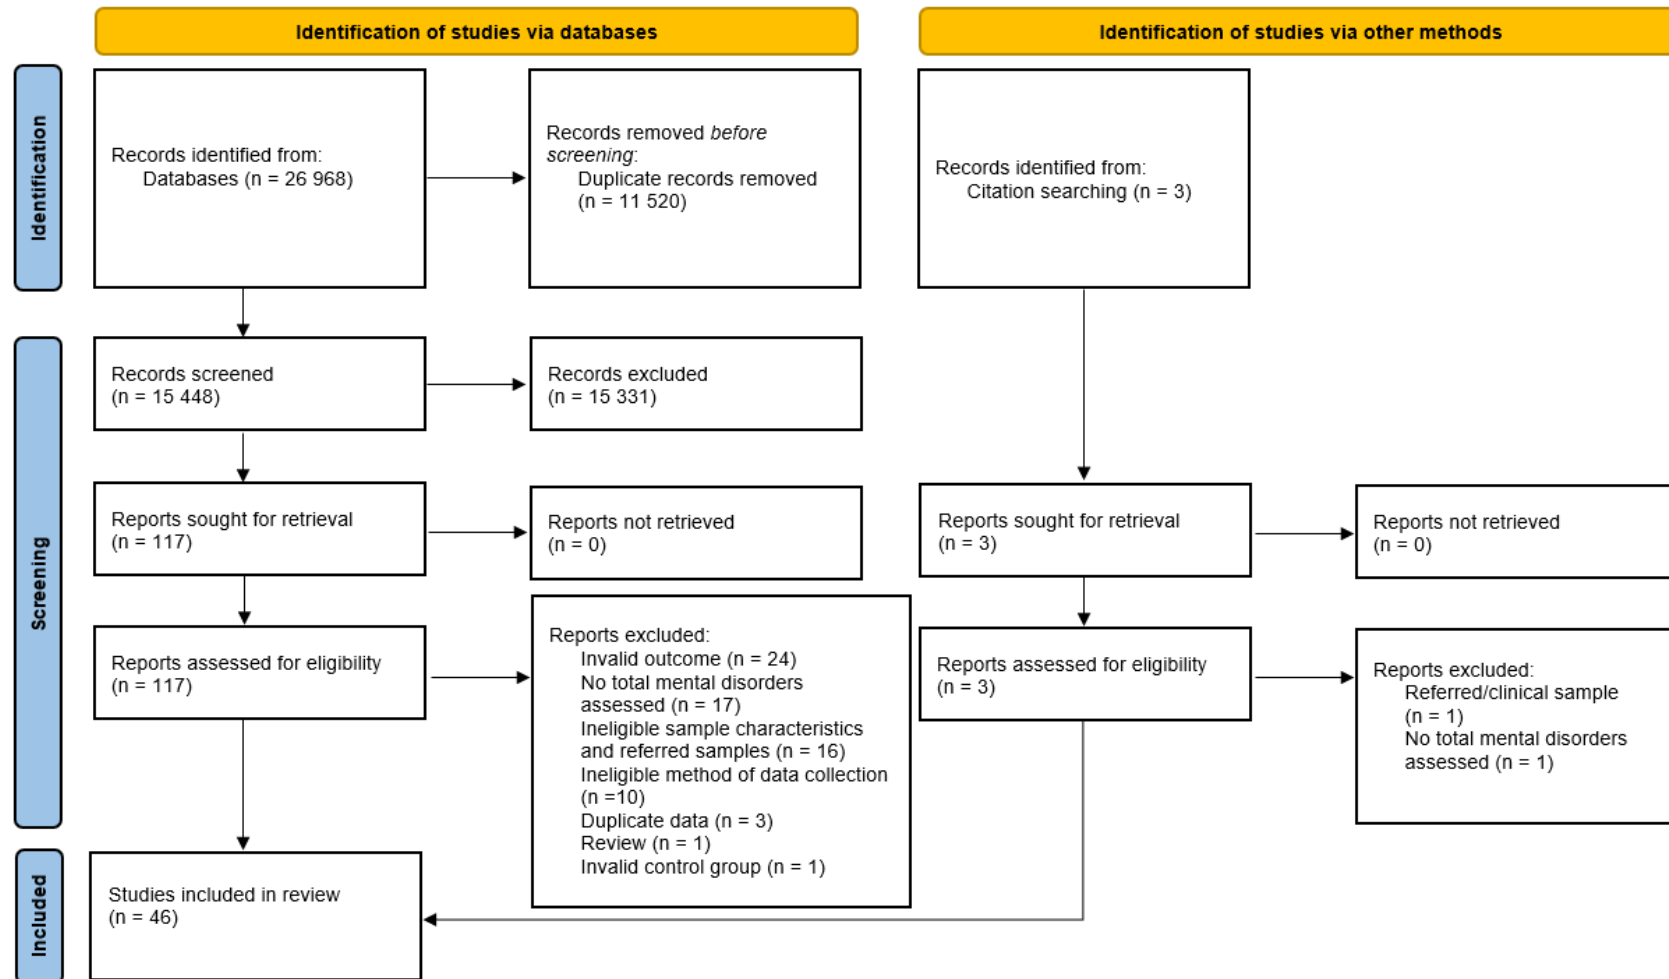 Identification of studies via databases
Identification of studies via other methods
Identification
Records identified from:
Databases (n = 26 968)
Records removed before
screening:
Duplicate records removed
(n = 11 520)
Records identified from:
Citation searching (n = 3)
Screening
Records screened
(n = 15 448)
Records excluded
(n = 15 331)
Reports sought for retrieval
(n = 117)
Reports not retrieved
(n = 0)
Reports sought for retrieval
(n = 3)
Reports not retrieved
(n = 0)
Reports assessed for eligibility
(n = 117)
Reports excluded:
Invalid outcome (n = 24)
No total mental disorders
assessed (n = 17)
Ineligible sample characteristics
and referred samples (n = 16)
Ineligible method of data collection
(n =10)
Duplicate data (n = 3)
Review (n = 1)
Invalid control group (n = 1)
Reports assessed for eligibility
(n = 3)
Reports excluded:
Referred/clinical sample
(n = 1)
No total mental disorders
assessed (n = 1)
Included
Studies included in review
(n = 46)